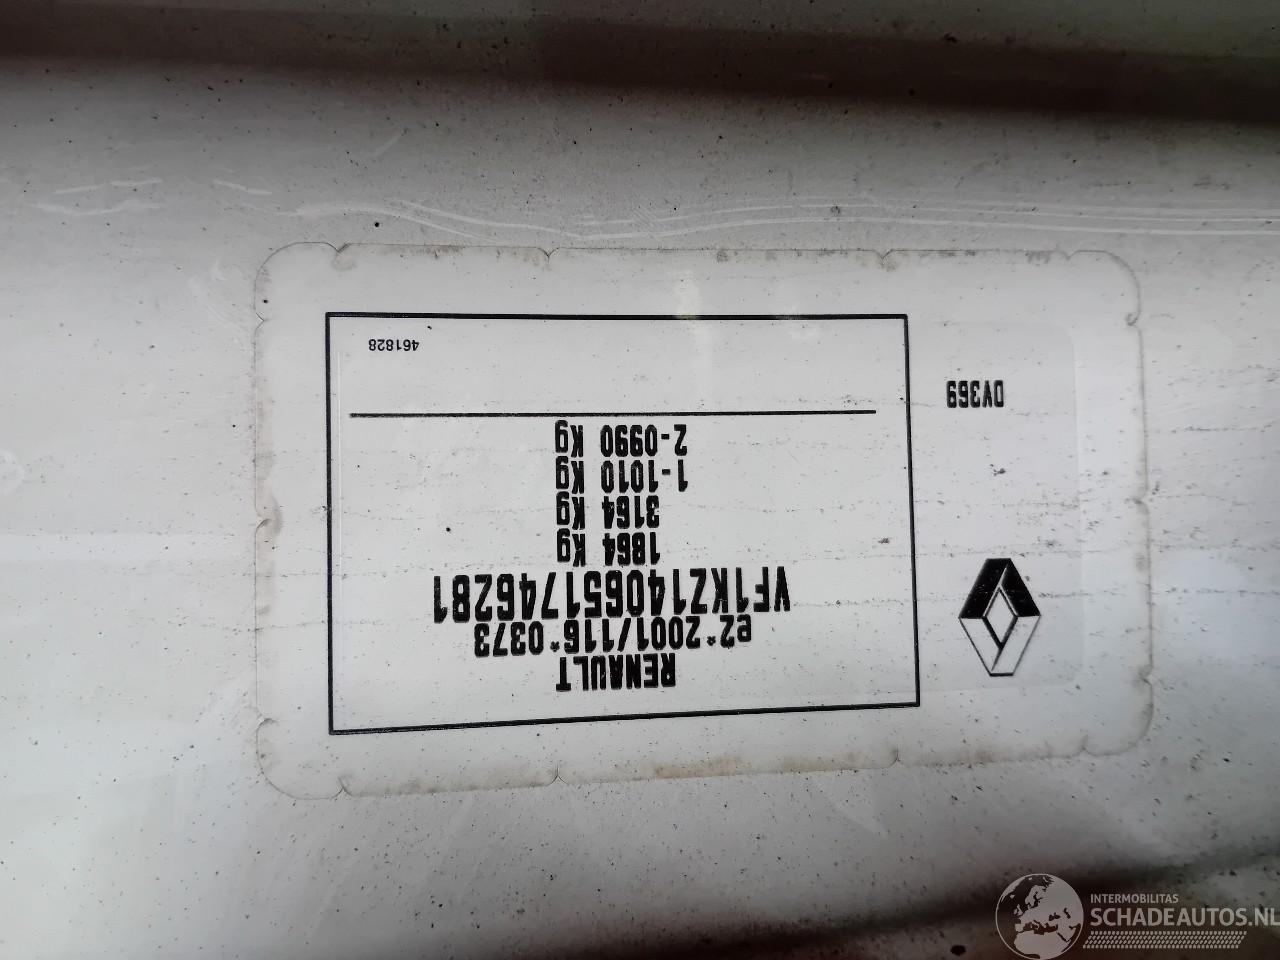 RENAULT
e2*2001/116*0373
VF1KZ140651746281
1864 Kg
3164 Kg
1-1010 Kg
2-0990 Kg
461828
DV369
INTERMOBILITAS
SCHADEAUTOS.NL